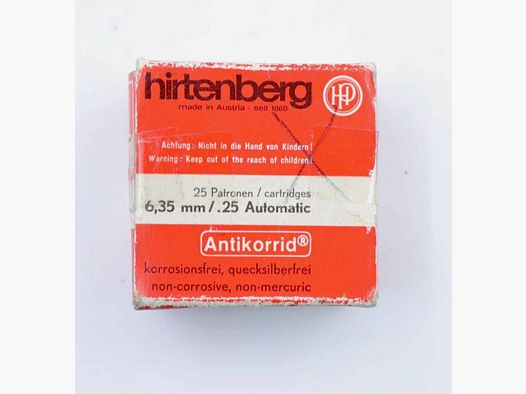 hirtenberg
HP
made in Austria - seit 1860
Achtung: Nicht in die Hand von Kindern!
Warning: Keep out of the reach of children!
25 Patronen / cartridges
6,35 mm/.25 Automatic
Antikorrid®
korrosionsfrei, quecksilberfrei
non-corrosive, non-mercuric